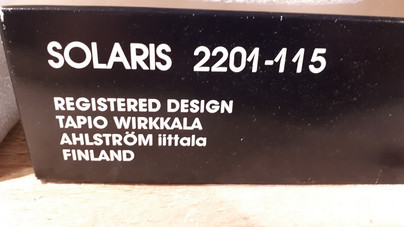 SOLARIS 2201-115
REGISTERED DESIGN
TAPIO WIRKKALA
AHLSTRÖM iittala
FINLAND